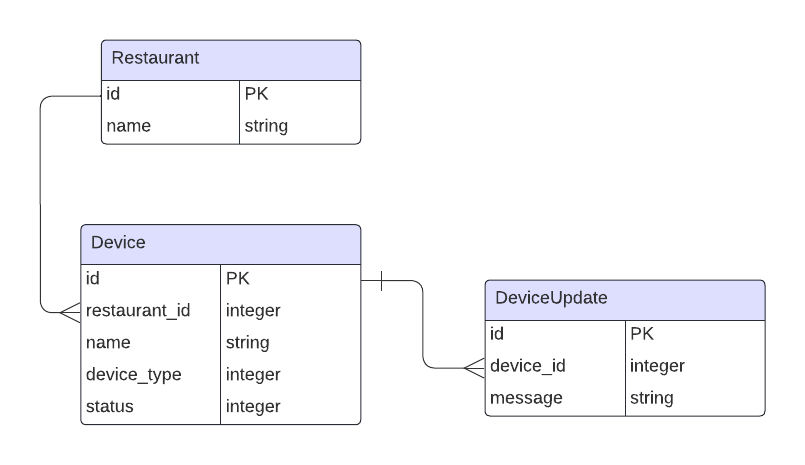 Restaurant
id PK
name string
Device
id PK
restaurant_id integer
name string
device_type integer
status integer
DeviceUpdate
id PK
device_id integer
message string